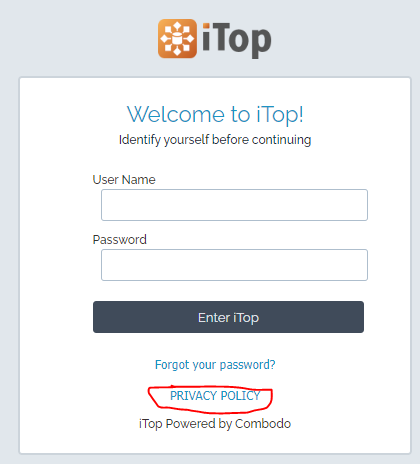 iTop
Welcome to iTop!
Identify yourself before continuing
User Name
Password
Enter iTop
Forgot your password?
PRIVACY POLICY
iTop Powered by Combodo